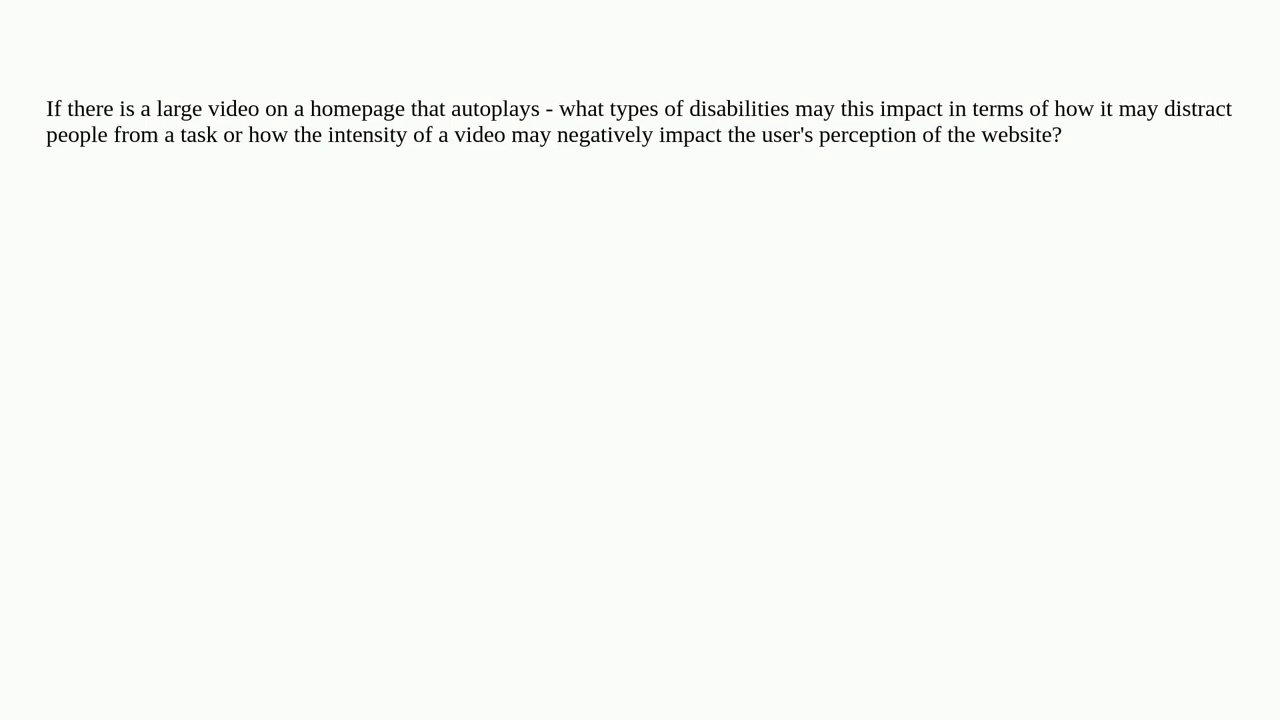 If there is a large video on a homepage that autoplays - what types of disabilities may this impact in terms of how it may distract
people from a task or how the intensity of a video may negatively impact the user's perception of the website?